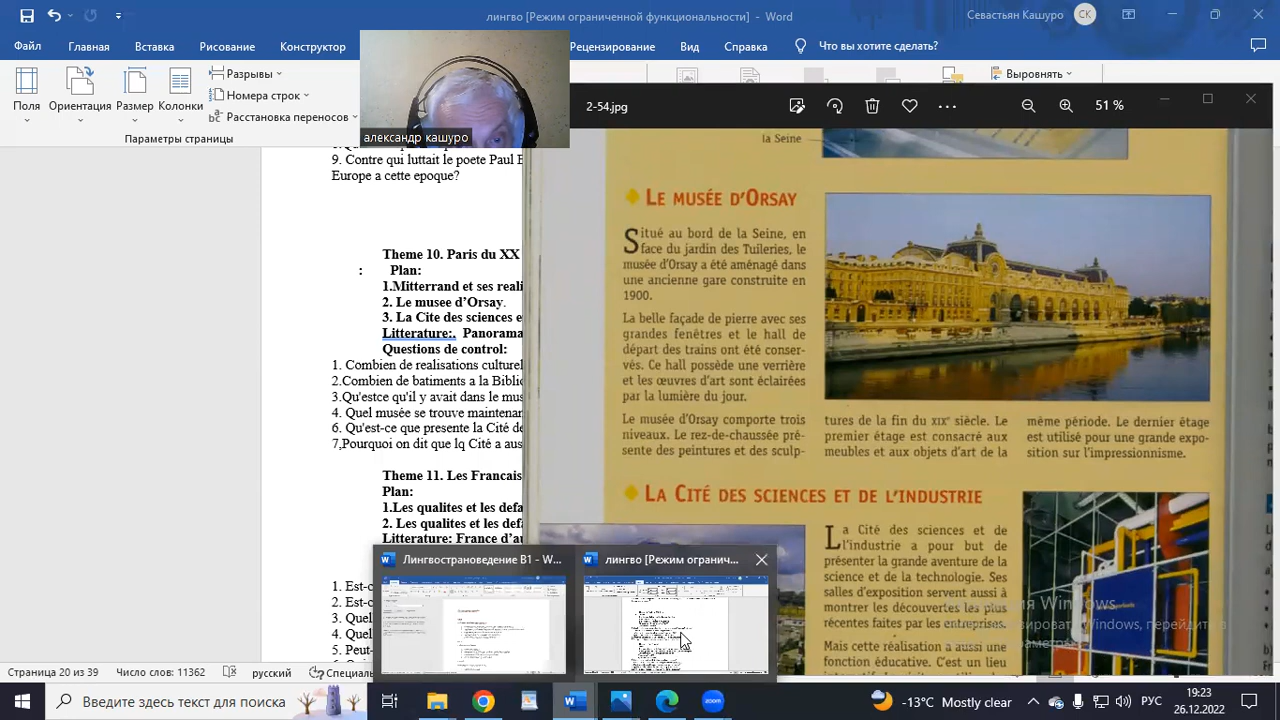 лингво [Режим ограниченной функциональности] - Word
Севастьян Кашуро
СК
Файл
Главная
Вставка
Рисование
Конструктор
Рецензирование
Вид
Справка
Что вы хотите сделать?
Поля
Ориентация
Размер
Колонки
Разрывы
Номера строк
Расстановка переносов
Параметры страницы
Выровнять
александр кашуро
2-54.jpg
51 %
9. Contre qui luttait le poete Paul E
Europe a cette epoque?
Theme 10. Paris du XX
: Plan:
1.Mitterrand et ses reali
2. Le musee d’Orsay.
3. La Cite des sciences e
Litterature:. Panorama
Questions de control:
1. Combien de realisations culturel
2.Combien de batiments a la Biblio
3.Qu'estce qu'il y avait dans le mus
4. Quel musée se trouve maintenan
6. Qu'est-ce que presente la Cité de
7,Pourquoi on dit que lq Cité a aus
Theme 11. Les Francais
Plan:
1.Les qualites et les defa
2. Les qualites et les defa
Litterature: France d’au
1. Est-c
2. Est-c
3. Quel
4. Quel
5. Peut-
la Seine
LE MUSÉE D’ORSAY
Situé au bord de la Seine, en
face du jardin des Tuileries, le
musée d’Orsay a été aménagé dans
une ancienne gare construite en
1900.
La belle façade de pierre avec ses
grandes fenêtres et le hall de
départ des trains ont été conser-
vés. Ce hall possède une verrière
et les œuvres d’art sont éclairées
par la lumière du jour.
Le musée d’Orsay comporte trois
niveaux. Le rez-de-chaussée pré-
sente des peintures et des sculp-
tures de la fin du XIXe siècle. Le
premier étage est consacré aux
meubles et aux objets d’art de la
même période. Le dernier étage
est utilisé pour une grande expo-
sition sur l’impressionnisme.
LA CITÉ DES SCIENCES ET DE L’INDUSTRIE
La Cité des sciences et de
l’industrie a pour but de
présenter la grande aventure de la
science et de la technologie. Ses
salles d’exposition servent aussi à
montrer les découvertes les plus
récentes faites par les entreprises.
Mais cette réalisation a aussi une
fonction éducative. C’est un lieu
Лингвострановедение B1 - W...
лингво [Режим огранич...
Число слов: 11362
русский
Введите здесь текст для поиска
-13°C Mostly clear
РУС
19:23
26.12.2022